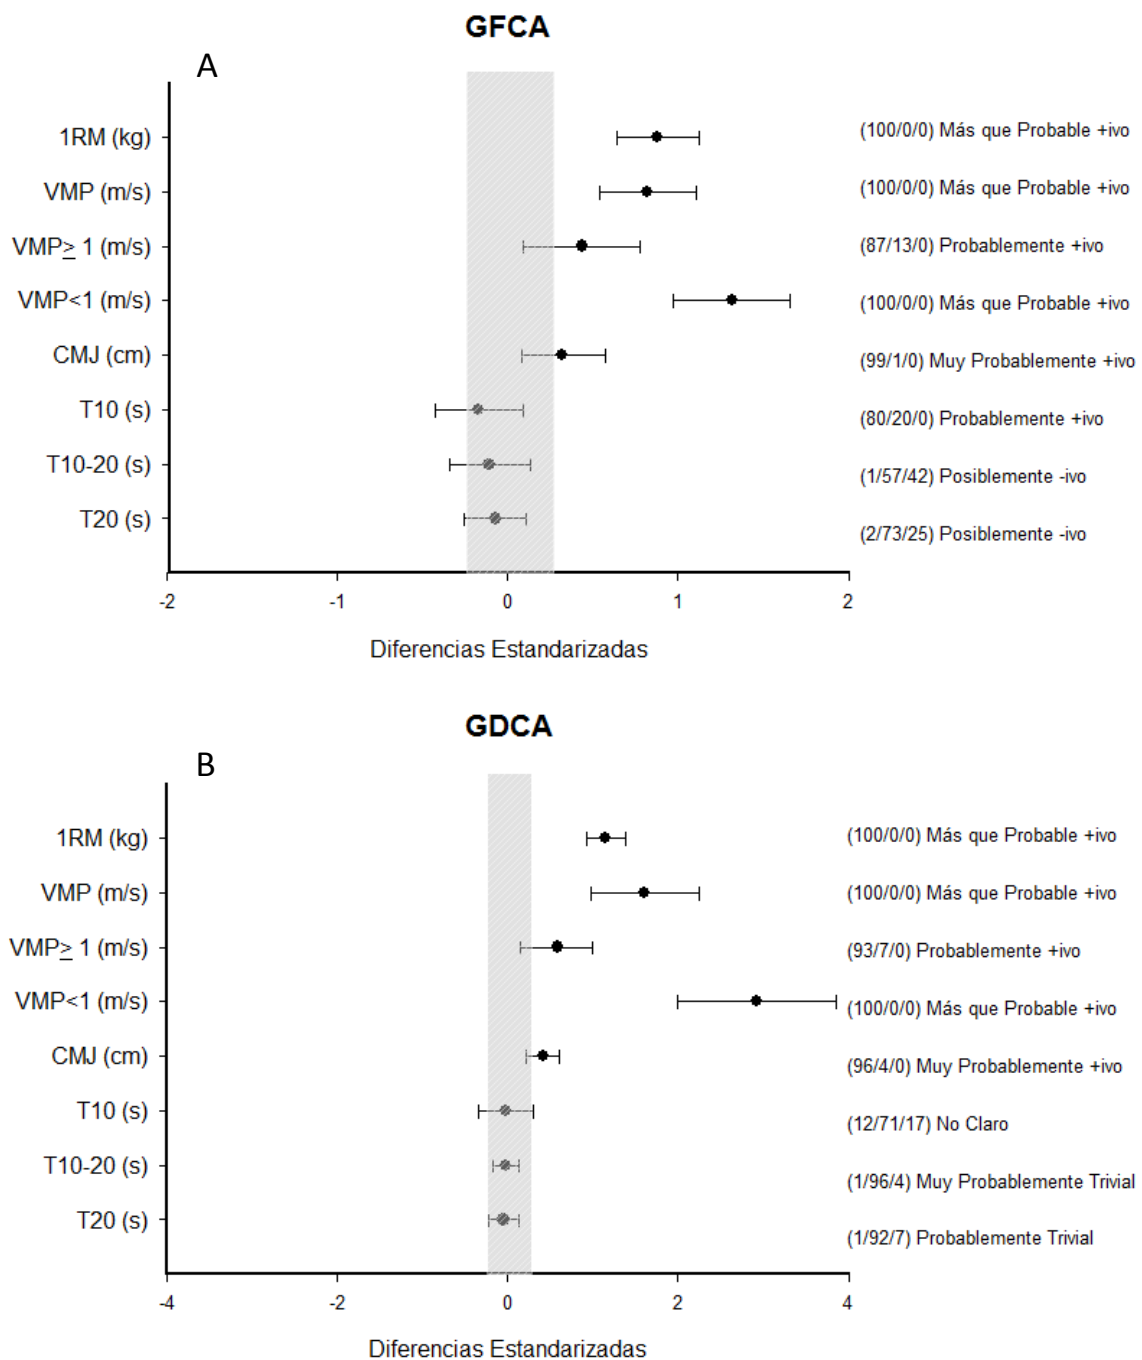 GFCA
A
1RM (kg) (100/0/0) Más que Probable +ivo
VMP (m/s) (100/0/0) Más que Probable +ivo
VMP≥ 1 (m/s) (87/13/0) Probablemente +ivo
VMP<1 (m/s) (100/0/0) Más que Probable +ivo
CMJ (cm) (99/1/0) Muy Probablemente +ivo
T10 (s) (80/20/0) Probablemente +ivo
T10-20 (s) (1/57/42) Posiblemente -ivo
T20 (s) (2/73/25) Posiblemente -ivo
-2 -1 0 1 2
Diferencias Estandarizadas
GDCA
B
1RM (kg) (100/0/0) Más que Probable +ivo
VMP (m/s) (100/0/0) Más que Probable +ivo
VMP≥ 1 (m/s) (93/7/0) Probablemente +ivo
VMP<1 (m/s) (100/0/0) Más que Probable +ivo
CMJ (cm) (96/4/0) Muy Probablemente +ivo
T10 (s) (12/71/17) No Claro
T10-20 (s) (1/96/4) Muy Probablemente Trivial
T20 (s) (1/92/7) Probablemente Trivial
-4 -2 0 2 4
Diferencias Estandarizadas